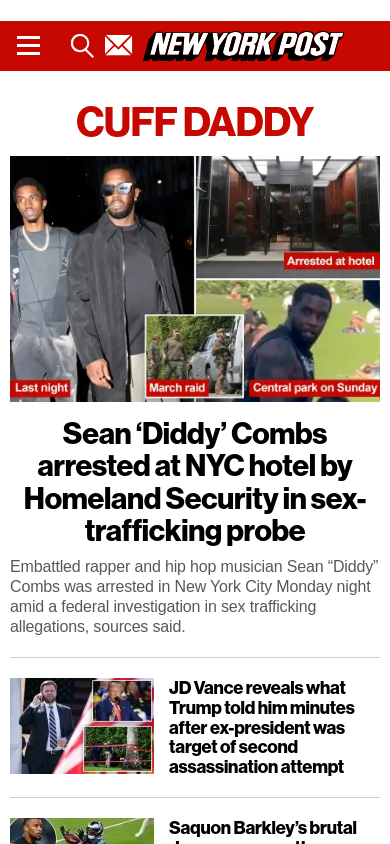 NEW YORK POST
CUFF DADDY
Arrested at hotel
Last night
March raid
Central park on Sunday
Sean ‘Diddy’ Combs
arrested at NYC hotel by
Homeland Security in sex-
trafficking probe
Embattled rapper and hip hop musician Sean “Diddy”
Combs was arrested in New York City Monday night
amid a federal investigation in sex trafficking
allegations, sources said.
JD Vance reveals what
Trump told him minutes
after ex-president was
target of second
assassination attempt
Saquon Barkley’s brutal